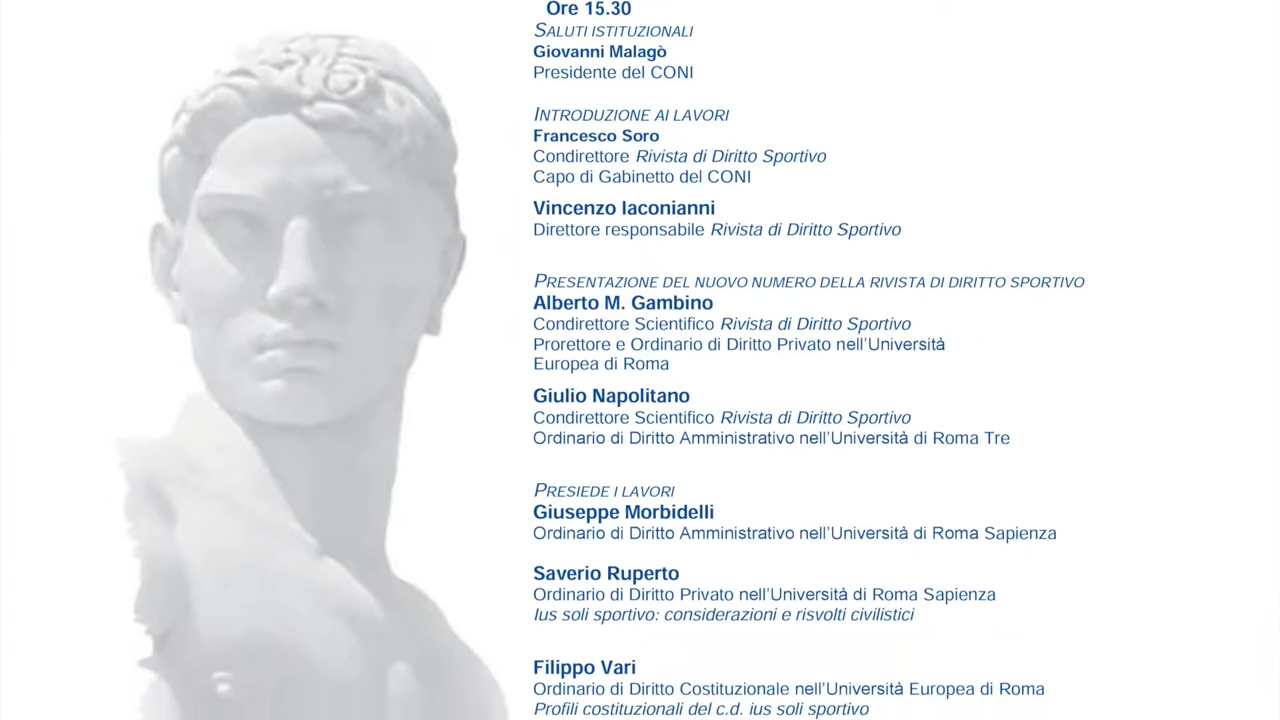 Ore 15.30
SALUTI ISTITUZIONALI
Giovanni Malagò
Presidente del CONI
INTRODUZIONE AI LAVORI
Francesco Soro
Condirettore Rivista di Diritto Sportivo
Capo di Gabinetto del CONI
Vincenzo Iaconianni
Direttore responsabile Rivista di Diritto Sportivo
PRESENTAZIONE DEL NUOVO NUMERO DELLA RIVISTA DI DIRITTO SPORTIVO
Alberto M. Gambino
Condirettore Scientifico Rivista di Diritto Sportivo
Prorettore e Ordinario di Diritto Privato nell'Università
Europea di Roma
Giulio Napolitano
Condirettore Scientifico Rivista di Diritto Sportivo
Ordinario di Diritto Amministrativo nell'Università di Roma Tre
PRESIEDE I LAVORI
Giuseppe Morbidelli
Ordinario di Diritto Amministrativo nell'Università di Roma Sapienza
Saverio Ruperto
Ordinario di Diritto Privato nell'Università di Roma Sapienza
Ius soli sportivo: considerazioni e risvolti civilistici
Filippo Vari
Ordinario di Diritto Costituzionale nell'Università Europea di Roma
Profili costituzionali del c.d. ius soli sportivo